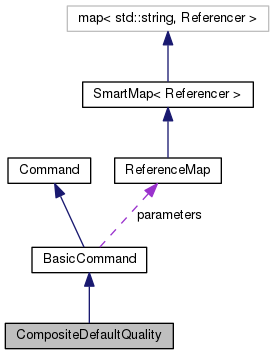 map< std::string, Referencer >
SmartMap< Referencer >
Command
ReferenceMap
parameters
BasicCommand
CompositeDefaultQuality